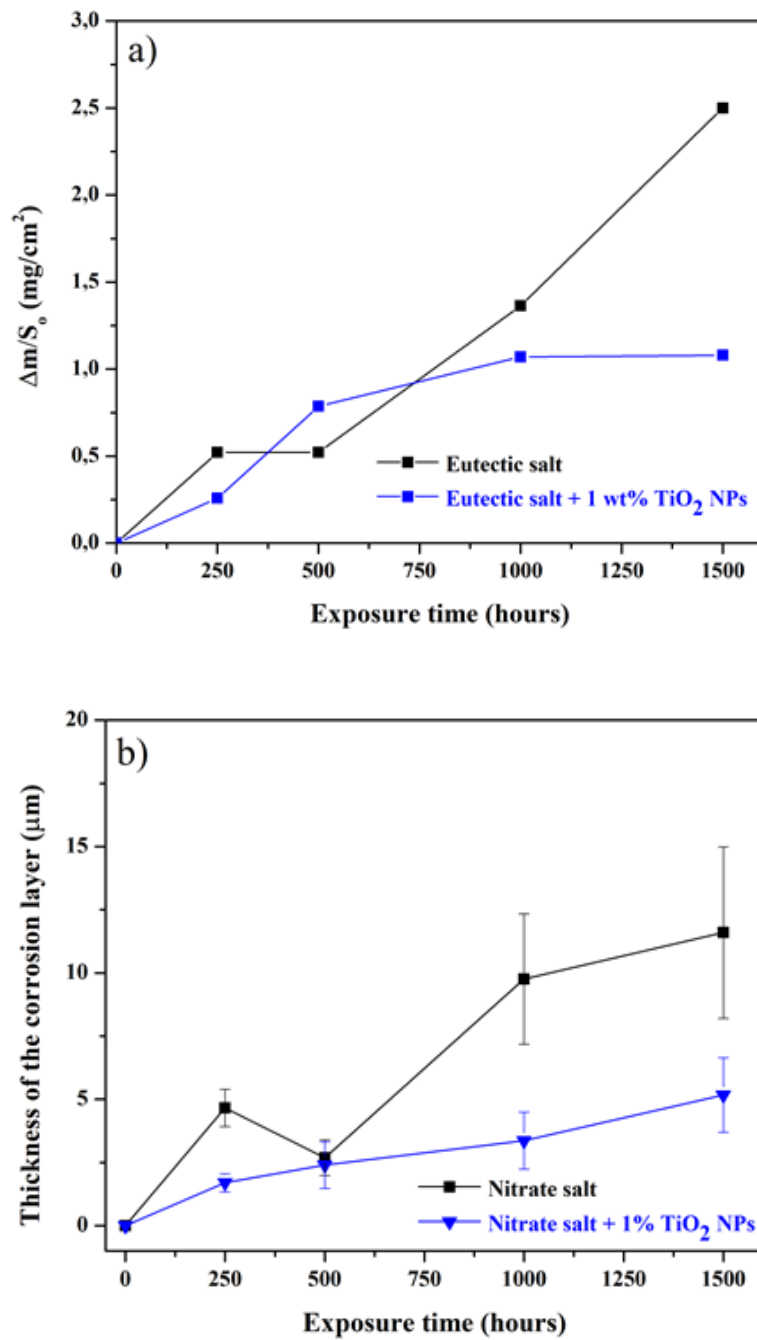 a)
3,0
2,5
2,0
1,5
1,0
0,5
0,0
Δm/Sₒ (mg/cm²)
Eutectic salt
Eutectic salt + 1 wt% TiO₂ NPs
0 250 500 750 1000 1250 1500
Exposure time (hours)
b)
20
15
10
5
0
Thickness of the corrosion layer (μm)
Nitrate salt
Nitrate salt + 1% TiO₂ NPs
0 250 500 750 1000 1250 1500
Exposure time (hours)